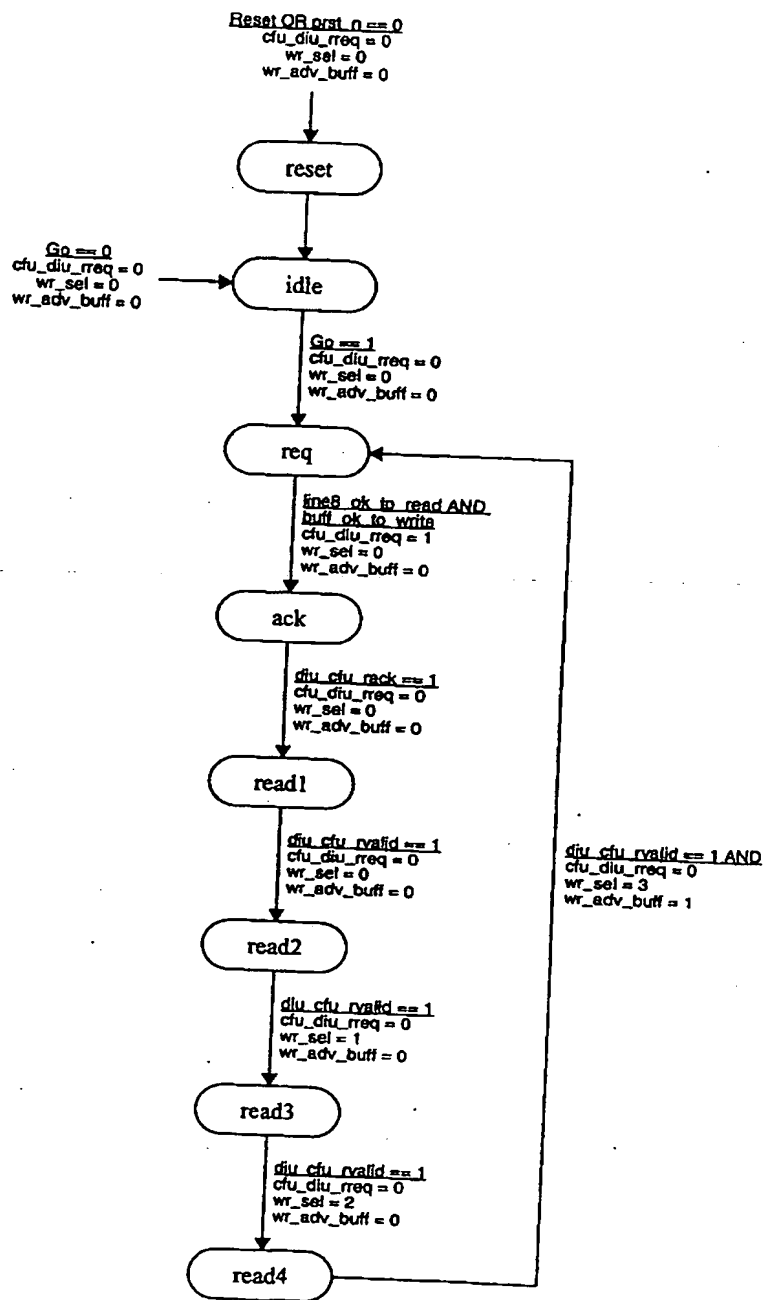 Reset OR prst_n == 0
cfu_diu_rreq = 0
wr_sel = 0
wr_adv_buff = 0
reset
Go == 0
cfu_diu_rreq = 0
wr_sel = 0
wr_adv_buff = 0
idle
Go == 1
cfu_diu_rreq = 0
wr_sel = 0
wr_adv_buff = 0
req
line8_ok_to_read AND
buff_ok_to_write
cfu_diu_rreq = 1
wr_sel = 0
wr_adv_buff = 0
ack
diu_cfu_rack == 1
cfu_diu_rreq = 0
wr_sel = 0
wr_adv_buff = 0
read1
diu_cfu_rvalid == 1
cfu_diu_rreq = 0
wr_sel = 0
wr_adv_buff = 0
diu_cfu_rvalid == 1 AND
cfu_diu_rreq = 0
wr_sel = 3
wr_adv_buff = 1
read2
diu_cfu_rvalid == 1
cfu_diu_rreq = 0
wr_sel = 1
wr_adv_buff = 0
read3
diu_cfu_rvalid == 1
cfu_diu_rreq = 0
wr_sel = 2
wr_adv_buff = 0
read4